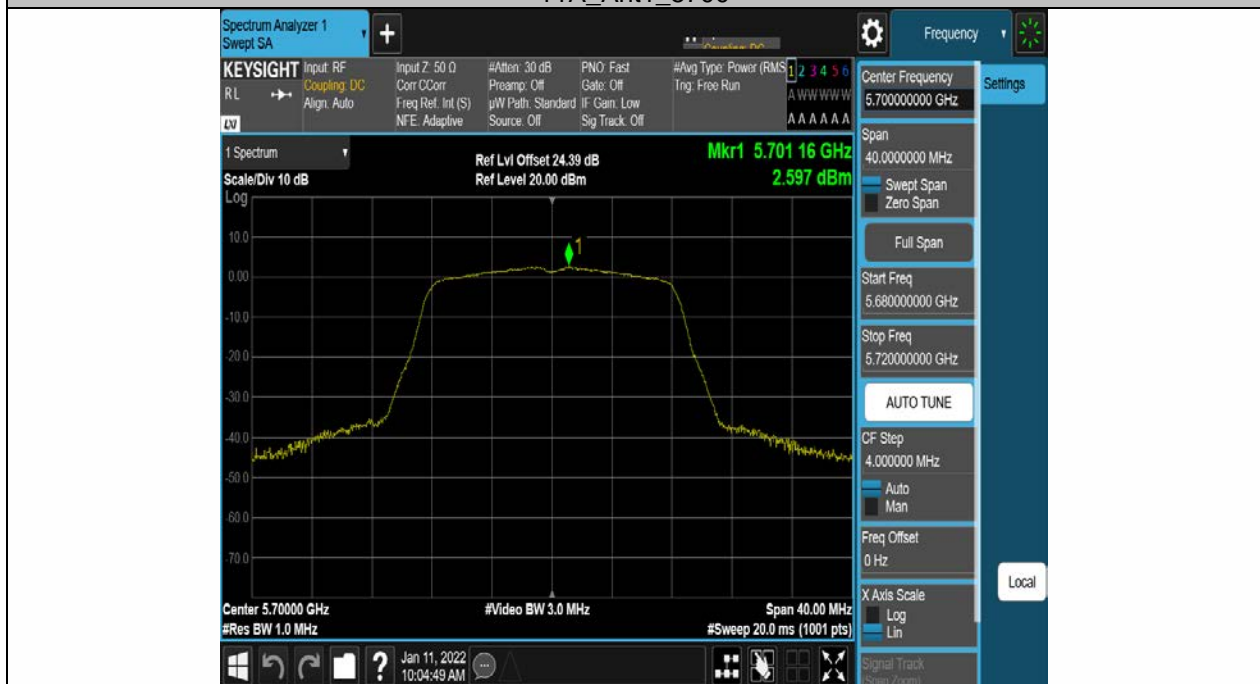 Spectrum Analyzer 1
Swept SA
+
Frequency
KEYSIGHT
RL
LXI
Input: RF
Coupling: DC
Align: Auto
Input Z: 50 Ω
Corr CCorr
Freq Ref: Int (S)
NFE: Adaptive
#Atten: 30 dB
Preamp: Off
µW Path: Standard
Source: Off
PNO: Fast
Gate: Off
IF Gain: Low
Sig Track: Off
#Avg Type: Power (RMS
Trig: Free Run
1 2 3 4 5 6
A W W W W W
A A A A A A
1 Spectrum
Scale/Div 10 dB
Log
Ref Lvl Offset 24.39 dB
Ref Level 20.00 dBm
Mkr1 5.701 16 GHz
2.597 dBm
1
10.0
0.00
-10.0
-20.0
-30.0
-40.0
-50.0
-60.0
-70.0
Center 5.70000 GHz
#Res BW 1.0 MHz
#Video BW 3.0 MHz
Span 40.00 MHz
#Sweep 20.0 ms (1001 pts)
Center Frequency
5.700000000 GHz
Settings
Span
40.0000000 MHz
Swept Span
Zero Span
Full Span
Start Freq
5.680000000 GHz
Stop Freq
5.720000000 GHz
AUTO TUNE
CF Step
4.000000 MHz
Auto
Man
Freq Offset
0 Hz
X Axis Scale
Log
Lin
Local
Signal Track
(Span Zoom)
?
Jan 11, 2022
10:04:49 AM